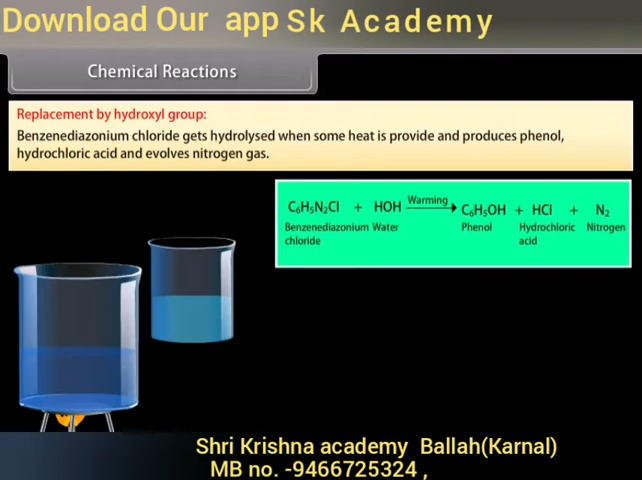 Download Our app Sk Academy
Chemical Reactions
Replacement by hydroxyl group:
Benzenediazonium chloride gets hydrolysed when some heat is provide and produces phenol,
hydrochloric acid and evolves nitrogen gas.
C₆H₅N₂Cl + HOH Warming → C₆H₅OH + HCl + N₂
Benzenediazonium Water Phenol Hydrochloric Nitrogen
chloride acid
Shri Krishna academy Ballah(Karnal)
MB no. -9466725324 ,